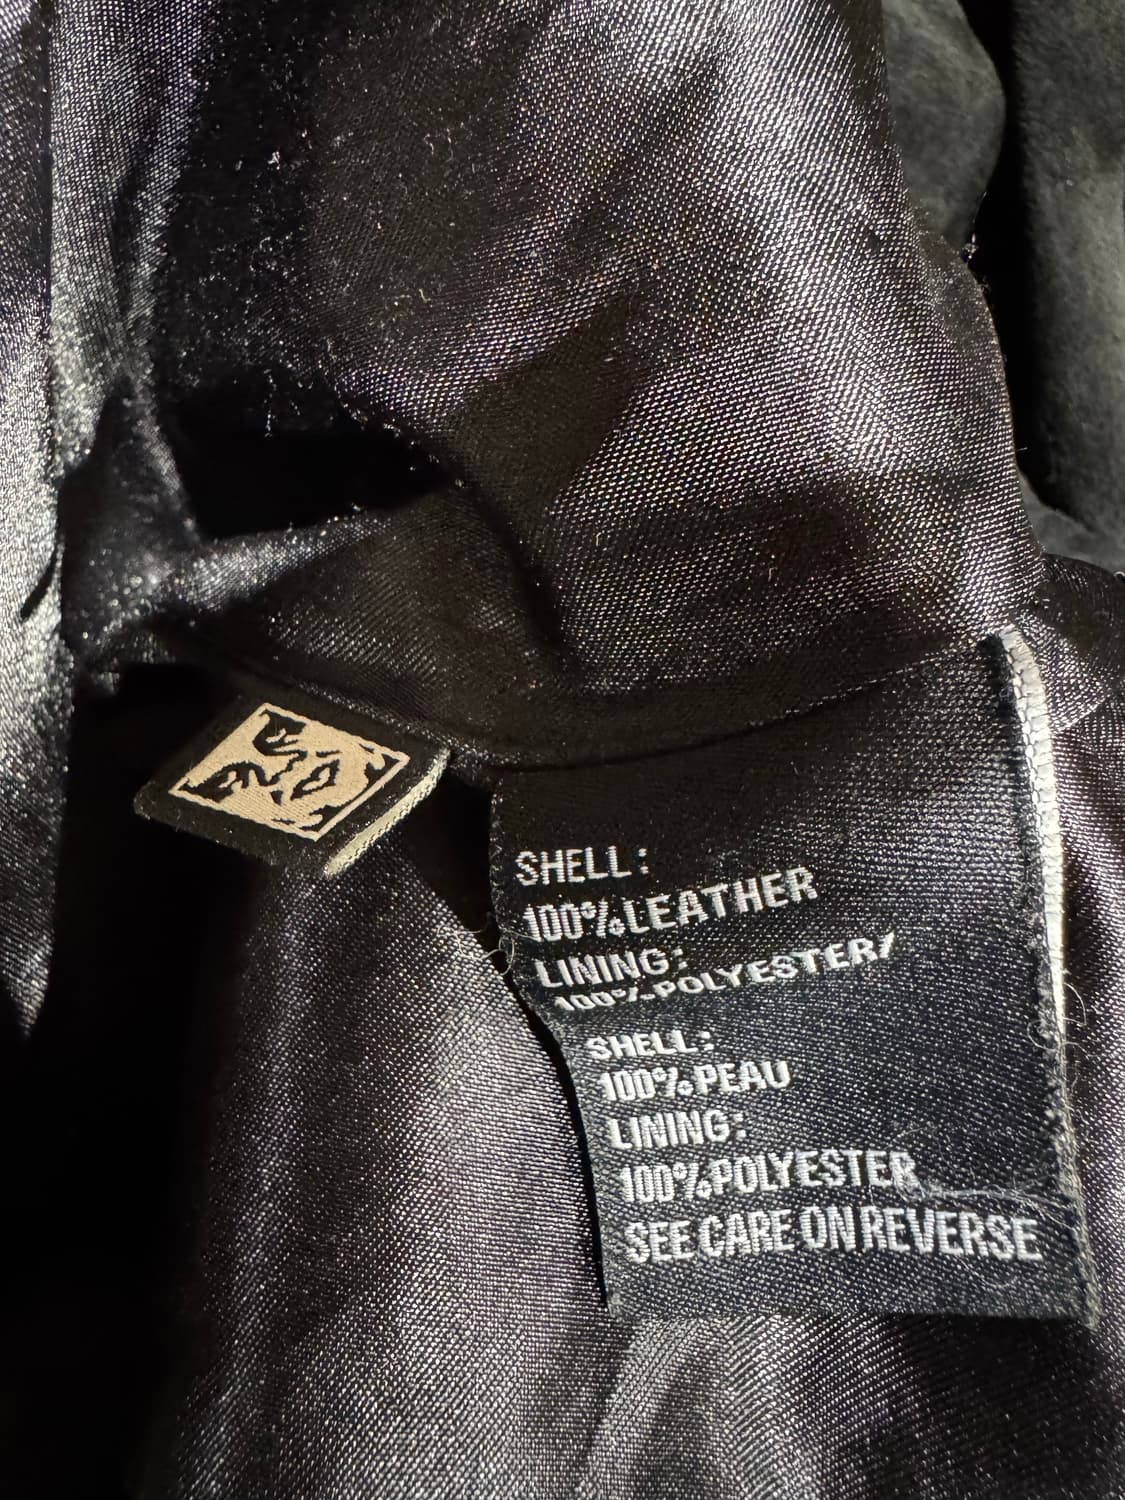 SHELL:
100%LEATHER
LINING:
100%POLYESTER/
SHELL:
100%PEAU
LINING:
100%POLYESTER
SEE CARE ON REVERSE